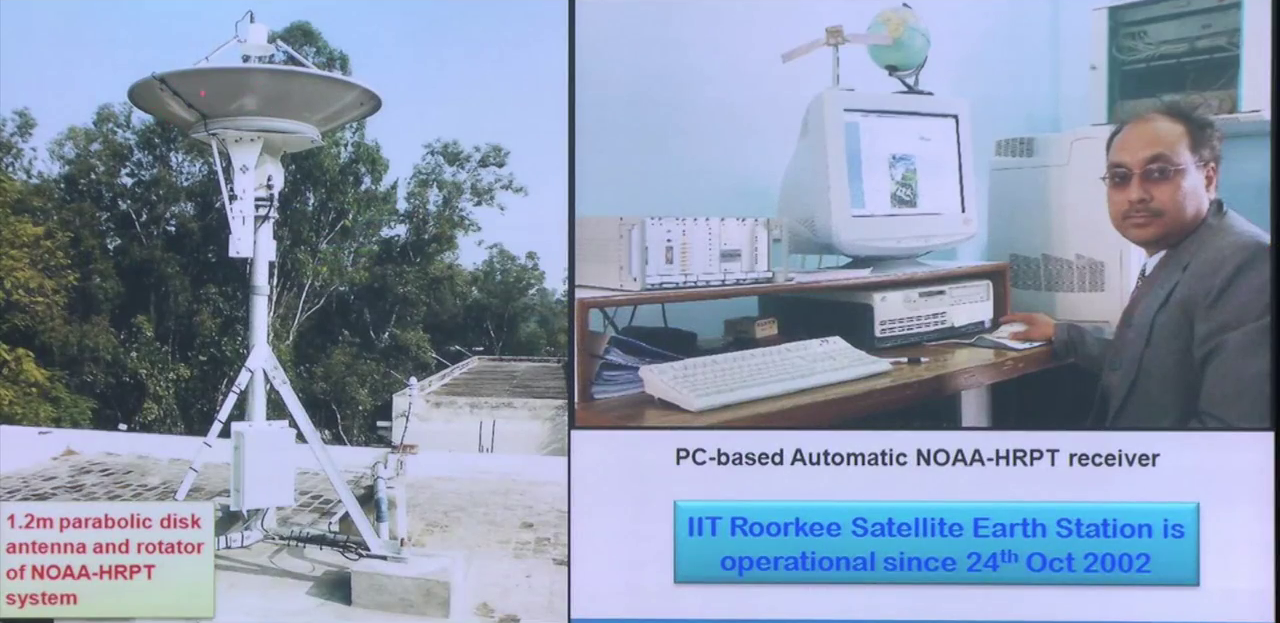 1.2m parabolic disk
antenna and rotator
of NOAA-HRPT
system
PC-based Automatic NOAA-HRPT receiver
IIT Roorkee Satellite Earth Station is
operational since 24th Oct 2002